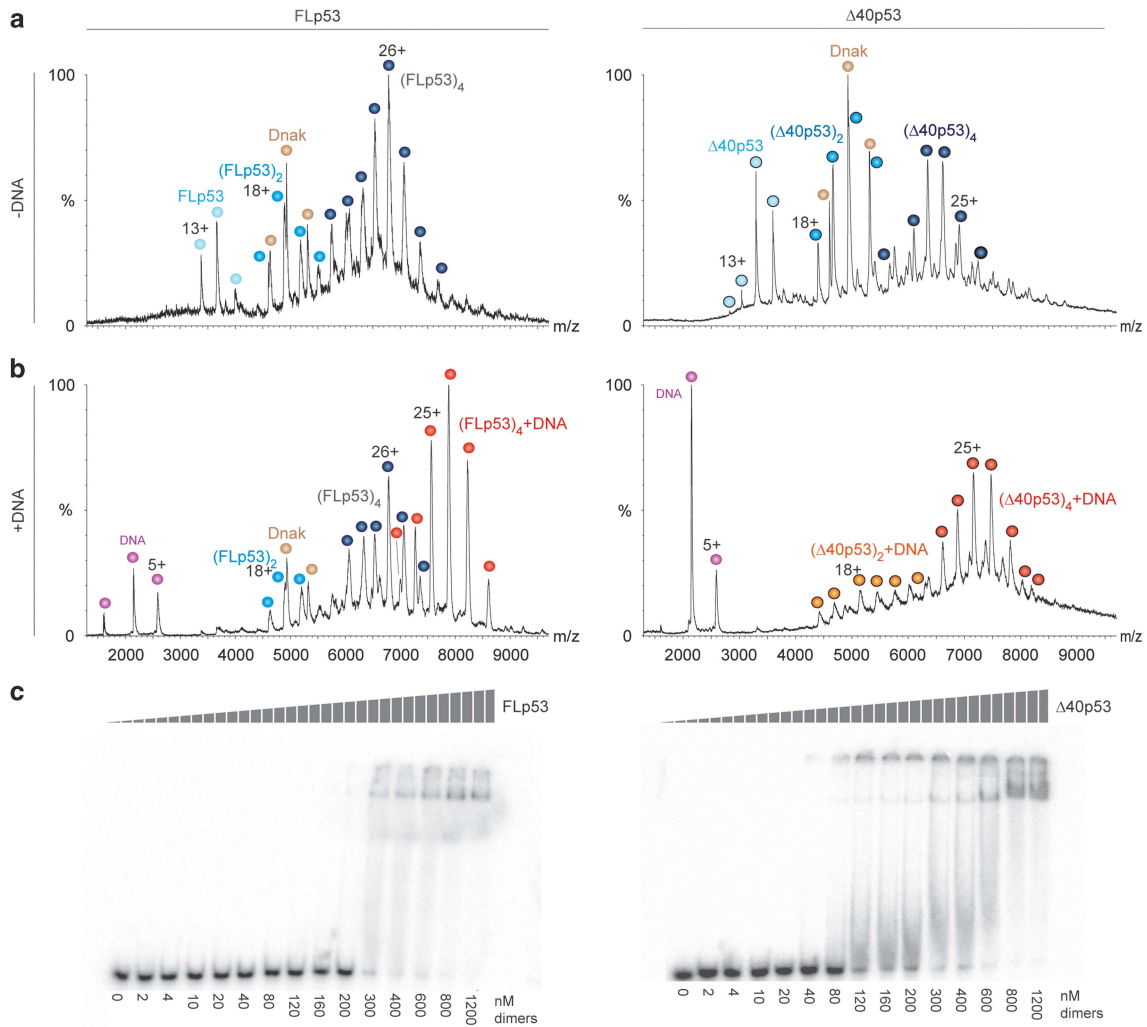 a
FLp53
Δ40p53
-DNA
100
%
0
FLp53
13+
(FLp53)2
18+
Dnak
26+
(FLp53)4
m/z
100
%
0
Δ40p53
13+
(Δ40p53)2
18+
Dnak
(Δ40p53)4
25+
m/z
b
+DNA
100
%
0
DNA
5+
(FLp53)2
18+
Dnak
(FLp53)4
26+
25+
(FLp53)4+DNA
m/z
2000 3000 4000 5000 6000 7000 8000 9000
100
%
0
DNA
5+
(Δ40p53)2+DNA
18+
25+
(Δ40p53)4+DNA
m/z
2000 3000 4000 5000 6000 7000 8000 9000
c
FLp53
0 2 4 10 20 40 80 120 160 200 300 400 600 800 1200
nM
dimers
Δ40p53
0 2 4 10 20 40 80 120 160 200 300 400 600 800 1200
nM
dimers